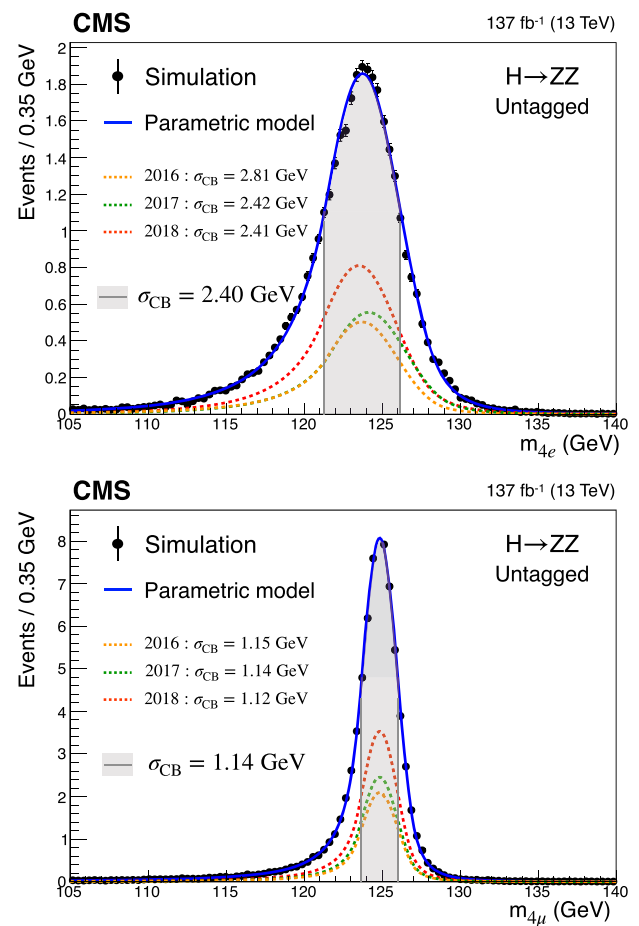 CMS
137 fb⁻¹ (13 TeV)
Events / 0.35 GeV
2
1.8
1.6
1.4
1.2
1
0.8
0.6
0.4
0.2
0
Simulation
Parametric model
2016 : σCB = 2.81 GeV
2017 : σCB = 2.42 GeV
2018 : σCB = 2.41 GeV
σCB = 2.40 GeV
H→ZZ
Untagged
105 110 115 120 125 130 135 140
m4e (GeV)
CMS
137 fb⁻¹ (13 TeV)
Events / 0.35 GeV
8
7
6
5
4
3
2
1
0
Simulation
Parametric model
2016 : σCB = 1.15 GeV
2017 : σCB = 1.14 GeV
2018 : σCB = 1.12 GeV
σCB = 1.14 GeV
H→ZZ
Untagged
105 110 115 120 125 130 135 140
m4μ (GeV)